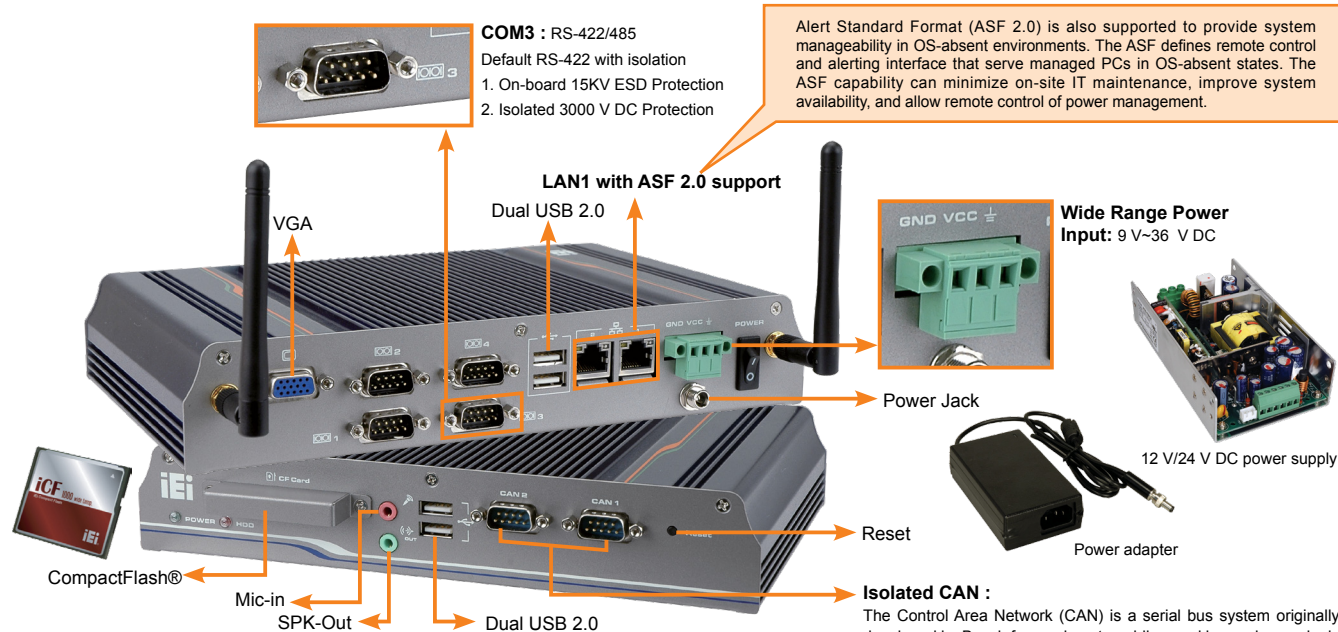 COM3 : RS-422/485
Default RS-422 with isolation
1. On-board 15KV ESD Protection
2. Isolated 3000 V DC Protection
3
Alert Standard Format (ASF 2.0) is also supported to provide system
manageability in OS-absent environments. The ASF defines remote control
and alerting interface that serve managed PCs in OS-absent states. The
ASF capability can minimize on-site IT maintenance, improve system
availability, and allow remote control of power management.
LAN1 with ASF 2.0 support
Dual USB 2.0
VGA
GND VCC
Wide Range Power
Input: 9 V~36 V DC
GND VCC
POWER
2
4
1
3
Power Jack
12 V/24 V DC power supply
Power adapter
iEi
CF Card
CAN 2
CAN 1
POWER
HDD
OUT
iCF 1000
iEi
Reset
CompactFlash®
Mic-in
SPK-Out
Dual USB 2.0
Isolated CAN :
The Control Area Network (CAN) is a serial bus system originally